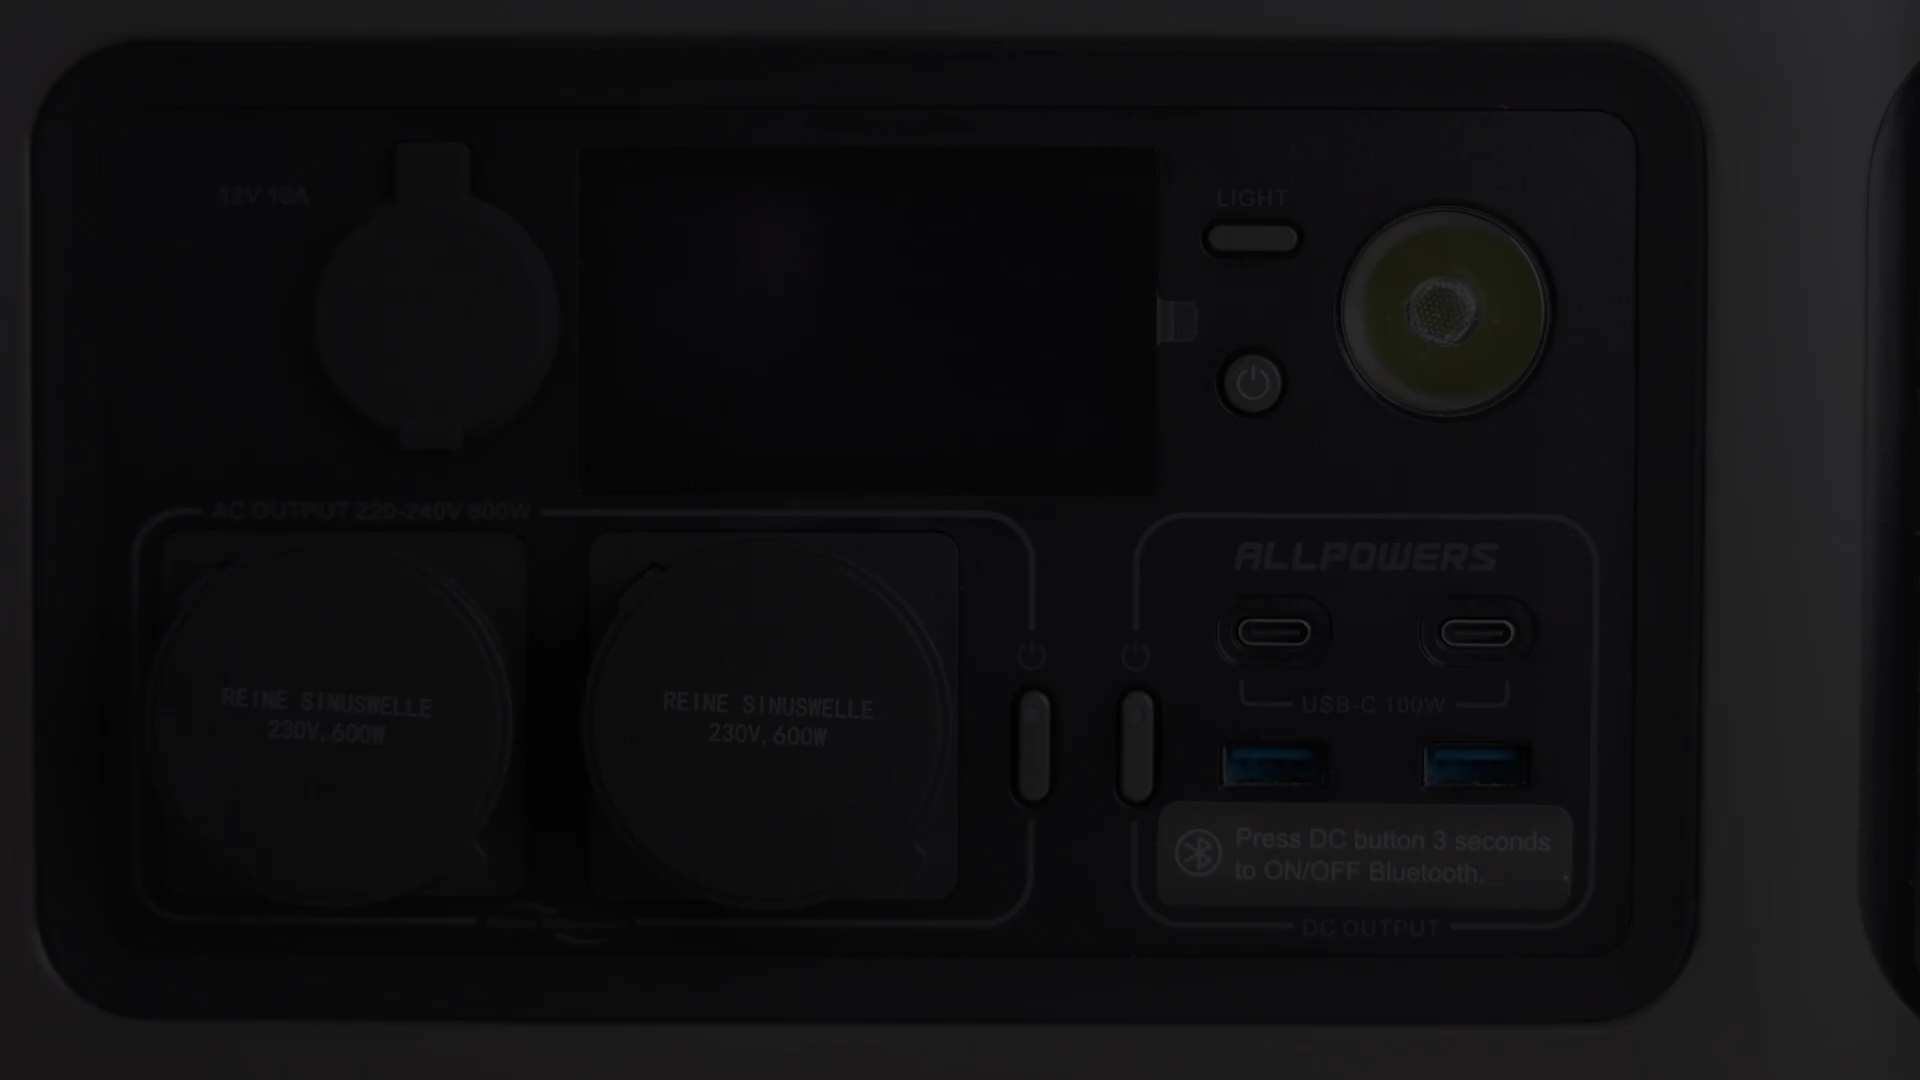 12V 10A
LIGHT
AC OUTPUT 220-240V 600W
ALLPOWERS
REINE SINUSWELLE
230V, 600W
REINE SINUSWELLE
230V, 600W
USB-C 100W
Press DC button 3 seconds
to ON/OFF Bluetooth.
DC OUTPUT